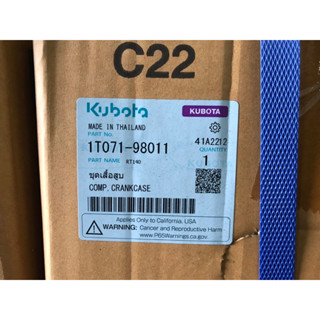 C22
Kubota
KUBOTA
MADE IN THAILAND
PART NO.
1T071-98011
41A2212
QUANTITY
1
PART NAME RT140
ชุดเสื้อสูบ
COMP.CRANKCASE
Applies Only to California, USA
WARNING: Cancer and Reproductive Harm
www.P65Warnings.ca.gov